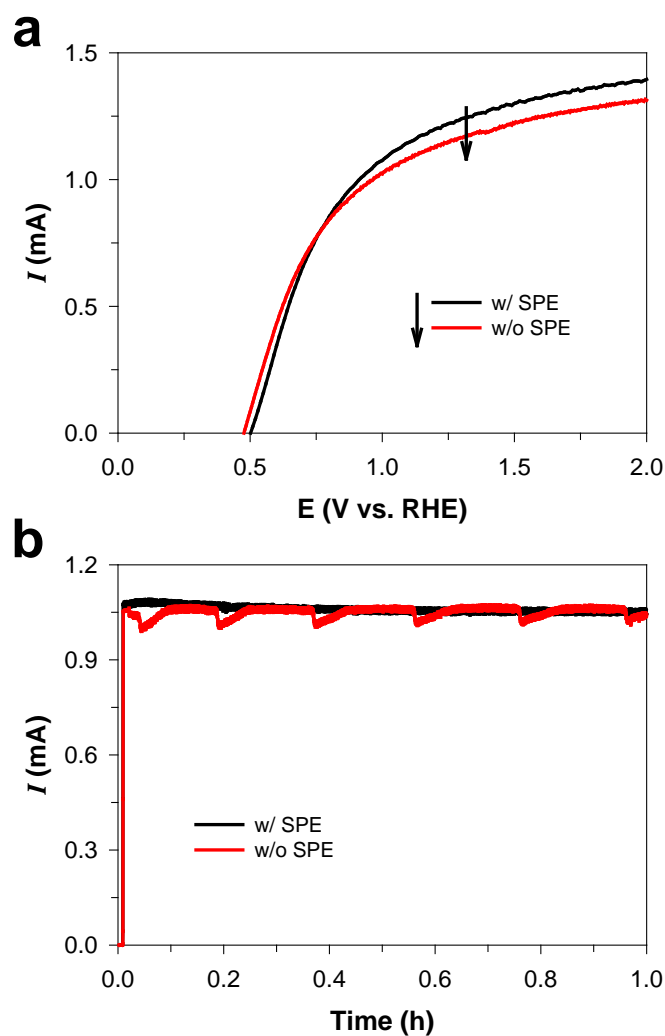 a
1.5
1.0
0.5
0.0
I (mA)
w/ SPE
w/o SPE
0.0 0.5 1.0 1.5 2.0
E (V vs. RHE)
b
1.2
0.9
0.6
0.3
0.0
I (mA)
w/ SPE
w/o SPE
0.0 0.2 0.4 0.6 0.8 1.0
Time (h)